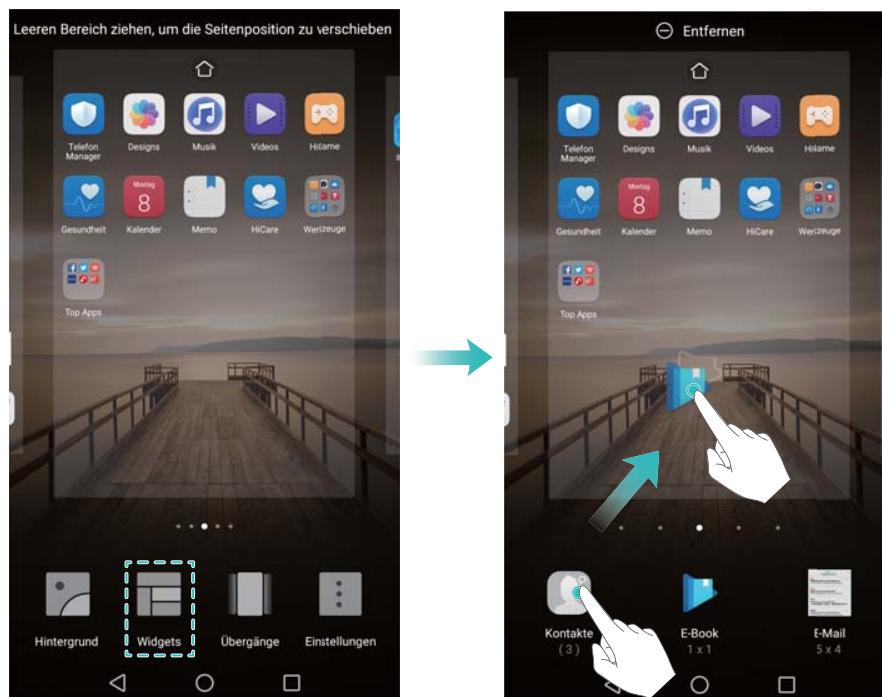 Leeren Bereich ziehen, um die Seitenposition zu verschieben
Telefon Manager
Designs
Musik
Videos
HiGame
Gesundheit
Montag
8
Kalender
Memo
HiCare
Werkzeuge
Top Apps
Hintergrund
Widgets
Übergänge
Einstellungen
Entfernen
Telefon
Manager
Designs
Musik
Videos
HiGame
Gesundheit
Montag
8
Kalender
Memo
HiCare
Werkzeuge
Top Apps
Kontakte
(3)
E-Book
1 x 1
E-Mail
5 x 4